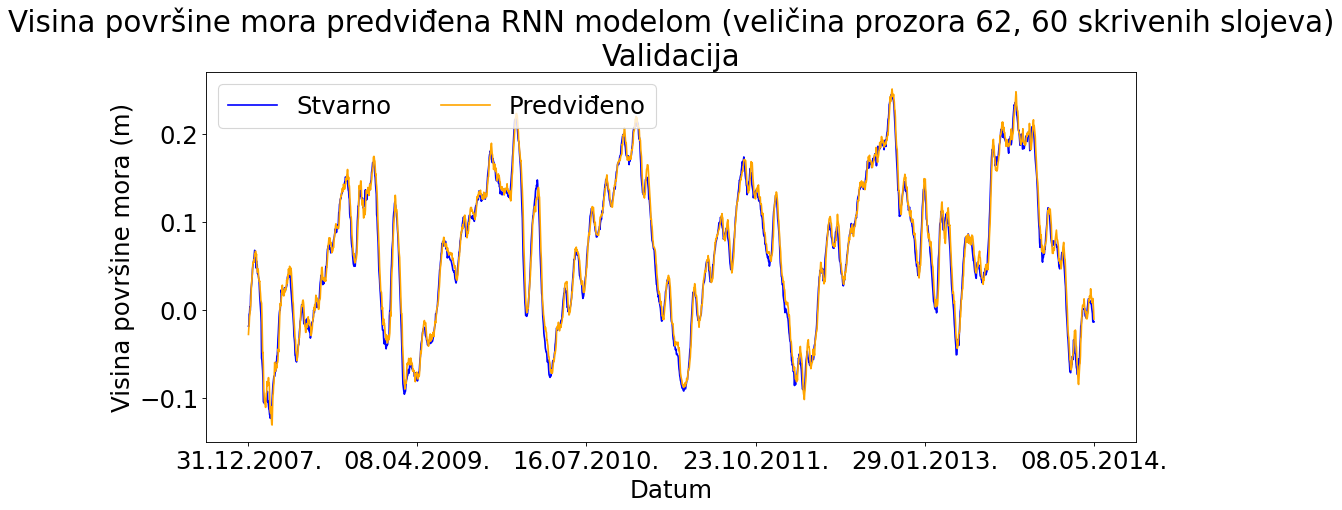 Visina površine mora predviđena RNN modelom (veličina prozora 62, 60 skrivenih slojeva)
Validacija
Stvarno
Predviđeno
Visina površine mora (m)
0.2
0.1
0.0
−0.1
31.12.2007.
08.04.2009.
16.07.2010.
23.10.2011.
29.01.2013.
08.05.2014.
Datum